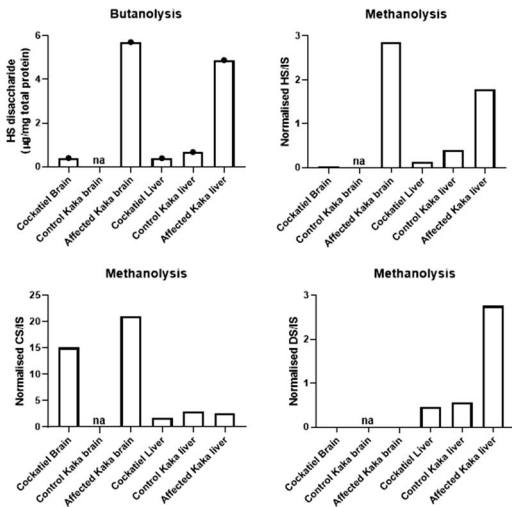 Butanolysis
HS disaccharide
(µg/mg total protein)
6
4
2
0
na
Cockatiel Brain
Control Kaka brain
Affected Kaka brain
Cockatiel Liver
Control Kaka liver
Affected Kaka liver
Methanolysis
Normalised HS/IS
3
2
1
0
na
Cockatiel Brain
Control Kaka brain
Affected Kaka brain
Cockatiel Liver
Control Kaka liver
Affected Kaka liver
Methanolysis
Normalised CS/IS
25
20
15
10
5
0
na
Cockatiel Brain
Control Kaka brain
Affected Kaka brain
Cockatiel Liver
Control Kaka liver
Affected Kaka liver
Methanolysis
Normalised DS/IS
3
2
1
0
na
Cockatiel Brain
Control Kaka brain
Affected Kaka brain
Cockatiel Liver
Control Kaka liver
Affected Kaka liver